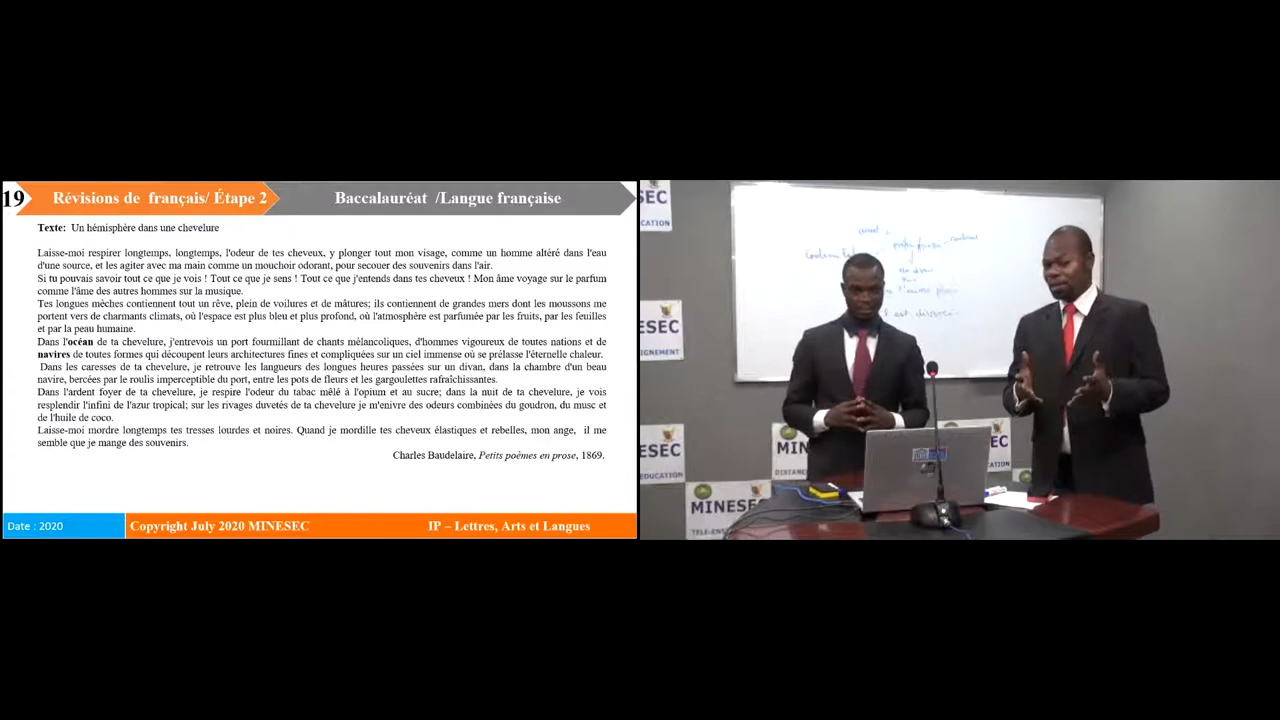 19
Révisions de français/ Étape 2
Baccalauréat /Langue française
Texte: Un hémisphère dans une chevelure
Laisse-moi respirer longtemps, longtemps, l'odeur de tes cheveux, y plonger tout mon visage, comme un homme altéré dans l'eau
d'une source, et les agiter avec ma main comme un mouchoir odorant, pour secouer des souvenirs dans l'air.
Si tu pouvais savoir tout ce que je vois ! Tout ce que je sens ! Tout ce que j'entends dans tes cheveux ! Mon âme voyage sur le parfum
comme l'âme des autres hommes sur la musique.
Tes longues mèches contiennent tout un rêve, plein de voilures et de mâtures; ils contiennent de grandes mers dont les moussons me
portent vers de charmants climats, où l'espace est plus bleu et plus profond, où l'atmosphère est parfumée par les fruits, par les feuilles
et par la peau humaine.
Dans l'océan de ta chevelure, j'entrevois un port fourmillant de chants mélancoliques, d'hommes vigoureux de toutes nations et de
navires de toutes formes qui découpent leurs architectures fines et compliquées sur un ciel immense où se prélasse l'éternelle chaleur.
Dans les caresses de ta chevelure, je retrouve les langueurs des longues heures passées sur un divan, dans la chambre d'un beau
navire, bercées par le roulis imperceptible du port, entre les pots de fleurs et les gargoulettes rafraîchissantes.
Dans l'ardent foyer de ta chevelure, je respire l'odeur du tabac mêlé à l'opium et au sucre; dans la nuit de ta chevelure, je vois
resplendir l'infini de l'azur tropical; sur les rivages duvetés de ta chevelure je m'enivre des odeurs combinées du goudron, du musc et
de l'huile de coco.
Laisse-moi mordre longtemps tes tresses lourdes et noires. Quand je mordille tes cheveux élastiques et rebelles, mon ange, il me
semble que je mange des souvenirs.
Charles Baudelaire, Petits poèmes en prose, 1869.
Date : 2020
Copyright July 2020 MINESEC
IP – Lettres, Arts et Langues
SEC
CATION
ESEC
IGNEMENT
ESEC
EDUCATION
MIN
DISTANC
MINESEC
TELE-ENS
SEC
CATION